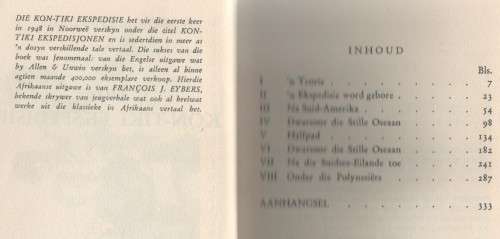 DIE KON-TIKI EKSPEDISIE het vir die eerste keer
in 1948 in Noorweë verskyn onder die titel KON-
TIKI EKSPEDISJONEN en is sedertdien in meer as
'n dosyn verskillende tale vertaal. Die sukses van die
boek was fenomenaal: van die Engelse uitgawe wat
by Allen & Unwin verskyn het, is alleen al binne
agtien maande 400,000 eksemplare verkoop. Hierdie
Afrikaanse uitgawe is van FRANÇOIS J. EYBERS,
bekende skrywer van jeugverhale wat ook al heelwat
werke uit die klassieke in Afrikaans vertaal het.
INHOUD
Bls.
I 'n Teorie . . . . . . . 7
II 'n Ekspedisie word gebore . . . . 23
III Na Suid-Amerika . . . . . . 54
IV Dwarsoor die Stille Oseaan . . . . 98
V Halfpad . . . . . . . 134
VI Dwarsoor die Stille Oseaan . . . . 182
VII Na die Suidsee-Eilande toe . . . . 241
VIII Onder die Polynesiërs . . . . . 287
AANHANGSEL . . . . . . . 333